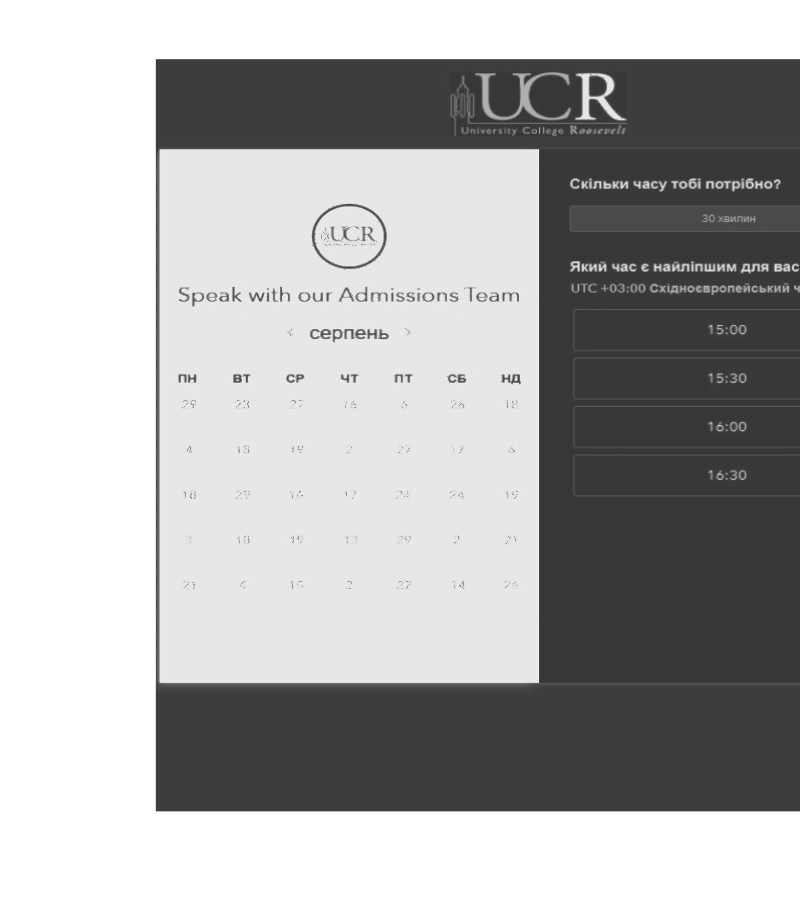 UCR
University College Roosevelt
UCR
Speak with our Admissions Team
< серпень >
ПН ВТ СР ЧТ ПТ СБ НД
29 23 27 16 6 26 18
4 18 19 2 27 17 6
18 29 16 17 24 24 19
3 18 19 13 29 2 21
21 4 15 2 27 14 26
Скільки часу тобі потрібно?
30 хвилин
Який час є найліпшим для вас
UTC +03:00 Східноєвропейський ч
15:00
15:30
16:00
16:30